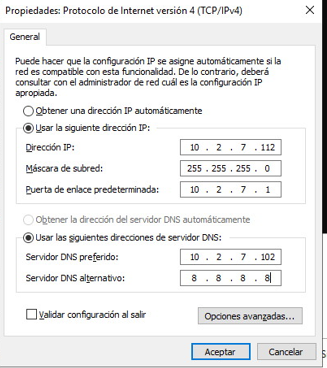 Propiedades: Protocolo de Internet versión 4 (TCP/IPv4)
General
Puede hacer que la configuración IP se asigne automáticamente si la
red es compatible con esta funcionalidad. De lo contrario, deberá
consultar con el administrador de red cuál es la configuración IP
apropiada.
Obtener una dirección IP automáticamente
Usar la siguiente dirección IP:
Dirección IP: 10 . 2 . 7 . 112
Máscara de subred: 255 . 255 . 255 . 0
Puerta de enlace predeterminada: 10 . 2 . 7 . 1
Obtener la dirección del servidor DNS automáticamente
Usar las siguientes direcciones de servidor DNS:
Servidor DNS preferido: 10 . 2 . 7 . 102
Servidor DNS alternativo: 8 . 8 . 8 . 8
Validar configuración al salir
Opciones avanzadas...
Aceptar Cancelar